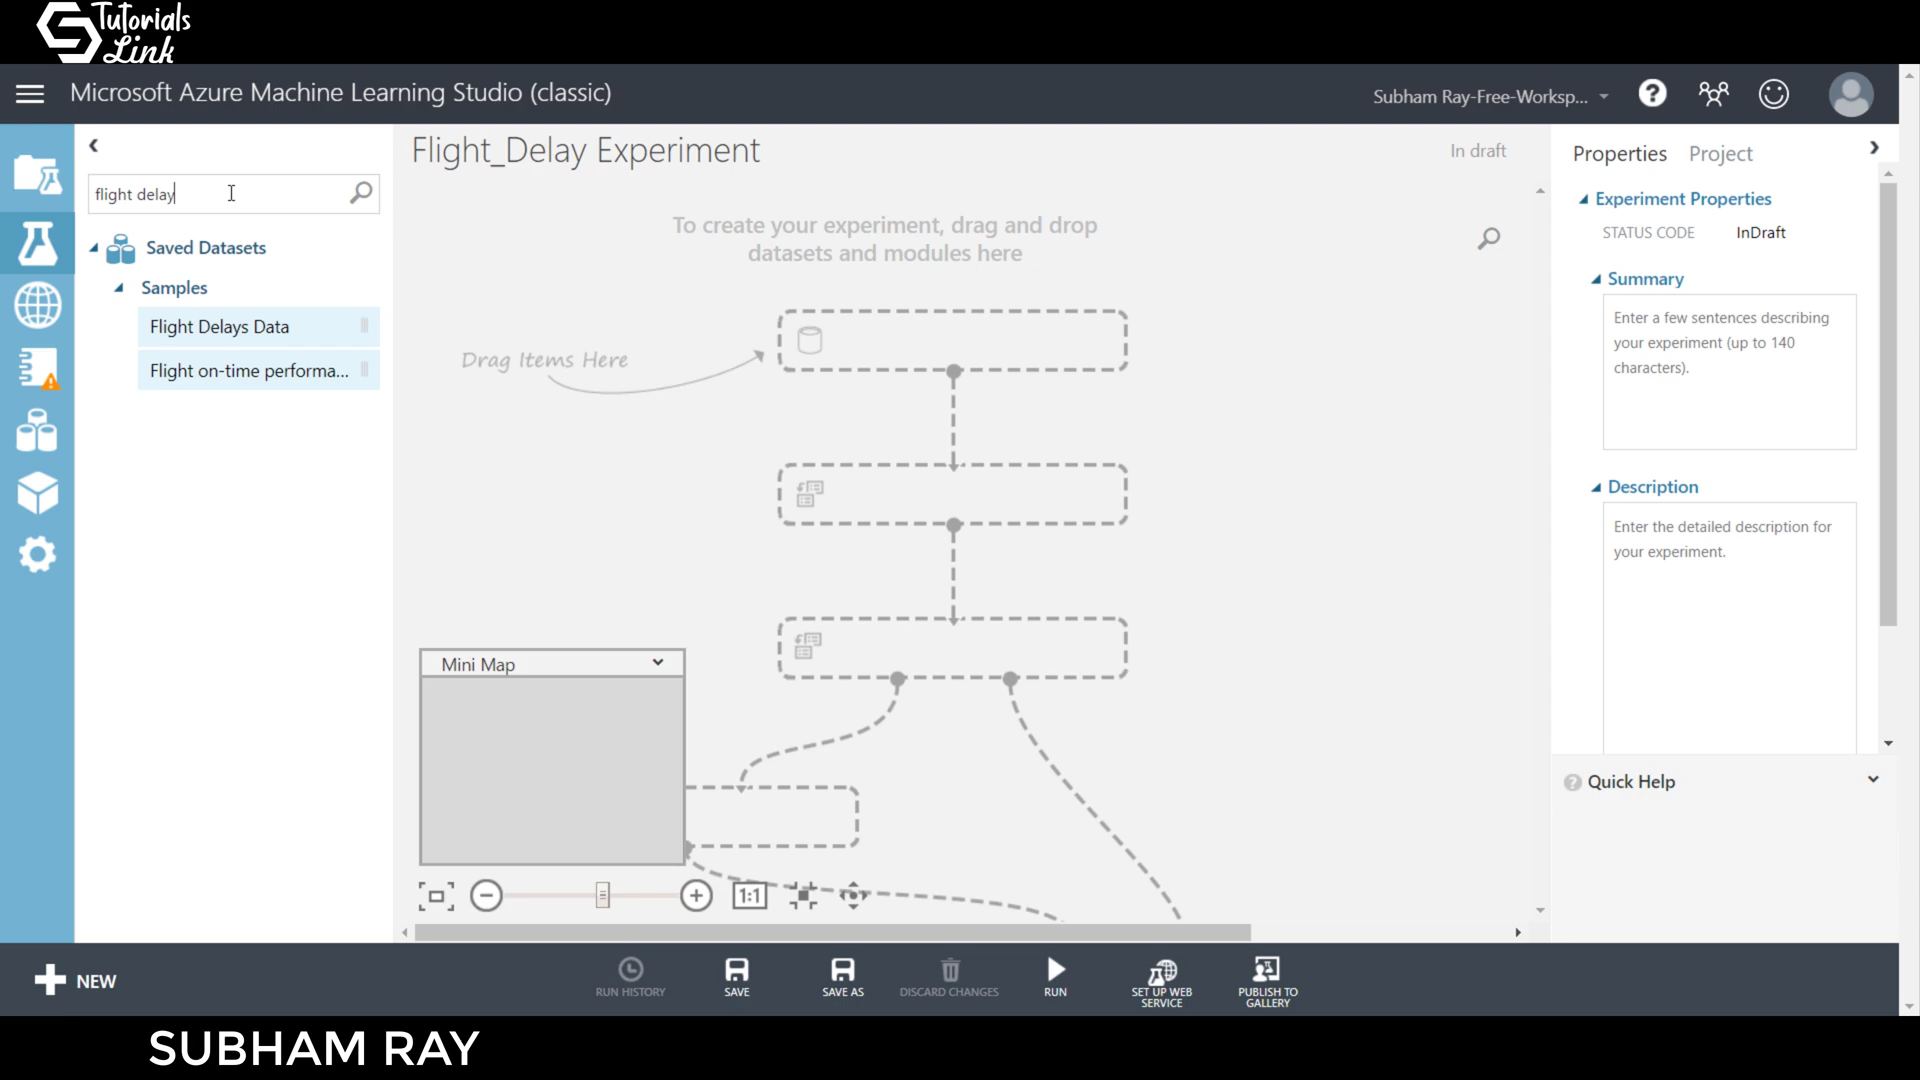 Tutorials
Link
Microsoft Azure Machine Learning Studio (classic)
Subham Ray-Free-Worksp...
flight delay
Saved Datasets
Samples
Flight Delays Data
Flight on-time performa...
Flight_Delay Experiment
In draft
To create your experiment, drag and drop
datasets and modules here
Drag Items Here
Mini Map
1:1
Properties
Project
Experiment Properties
STATUS CODE
InDraft
Summary
Enter a few sentences describing
your experiment (up to 140
characters).
Description
Enter the detailed description for
your experiment.
Quick Help
NEW
RUN HISTORY
SAVE
SAVE AS
DISCARD CHANGES
RUN
SET UP WEB
SERVICE
PUBLISH TO
GALLERY
SUBHAM RAY